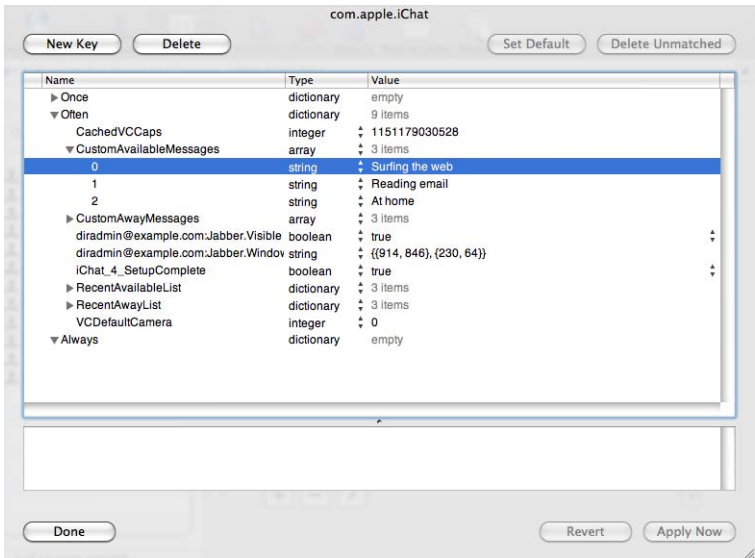 com.apple.iChat
New Key Delete Set Default Delete Unmatched
Name Type Value
Once dictionary empty
Often dictionary 9 items
CachedVCCaps integer 1151179030528
CustomAvailableMessages array 3 items
0 string Surfing the web
1 string Reading email
2 string At home
CustomAwayMessages array 3 items
diradmin@example.com:Jabber.Visible boolean true
diradmin@example.com:Jabber.Window string {{914, 846}, {230, 64}}
iChat_4_SetupComplete boolean true
RecentAvailableList dictionary 3 items
RecentAwayList dictionary 3 items
VCDefaultCamera integer 0
Always dictionary empty
Done Revert Apply Now